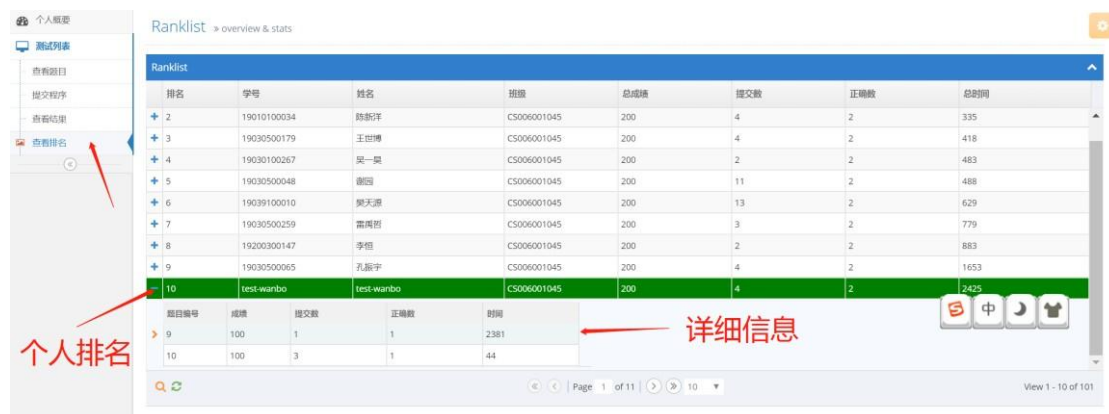 个人概要
Ranklist » overview & stats
测试列表
查看题目
提交程序
查看结果
查看排名
Ranklist
排名 学号 姓名 班级 总成绩 提交数 正确数 总时间
2 19010100034 陈新洋 CS006001045 200 4 2 335
3 19030500179 王世博 CS006001045 200 4 2 418
4 19030100267 吴一昊 CS006001045 200 2 2 483
5 19030500048 谢园 CS006001045 200 11 2 488
6 19039100010 樊天源 CS006001045 200 13 2 629
7 19030500259 雷禹哲 CS006001045 200 3 2 779
8 19200300147 李恒 CS006001045 200 2 2 883
9 19030500065 孔振宇 CS006001045 200 4 2 1653
10 test-wanbo test-wanbo CS006001045 200 4 2 2425
题目编号 成绩 提交数 正确数 时间
9 100 1 1 2381
10 100 3 1 44
个人排名
详细信息
中
Page 1 of 11 10
View 1 - 10 of 101